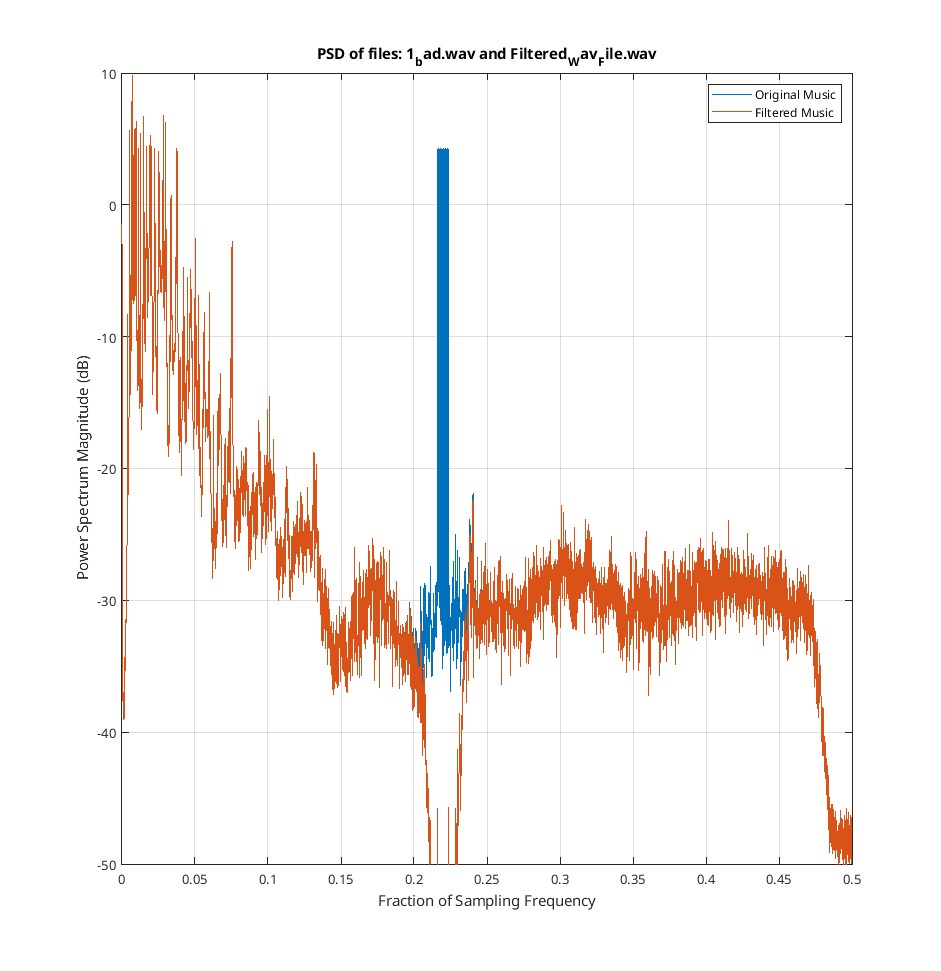 PSD of files: 1bad.wav and FilteredWavFile.wav
Original Music
Filtered Music
Power Spectrum Magnitude (dB)
10
0
-10
-20
-30
-40
-50
0 0.05 0.1 0.15 0.2 0.25 0.3 0.35 0.4 0.45 0.5
Fraction of Sampling Frequency